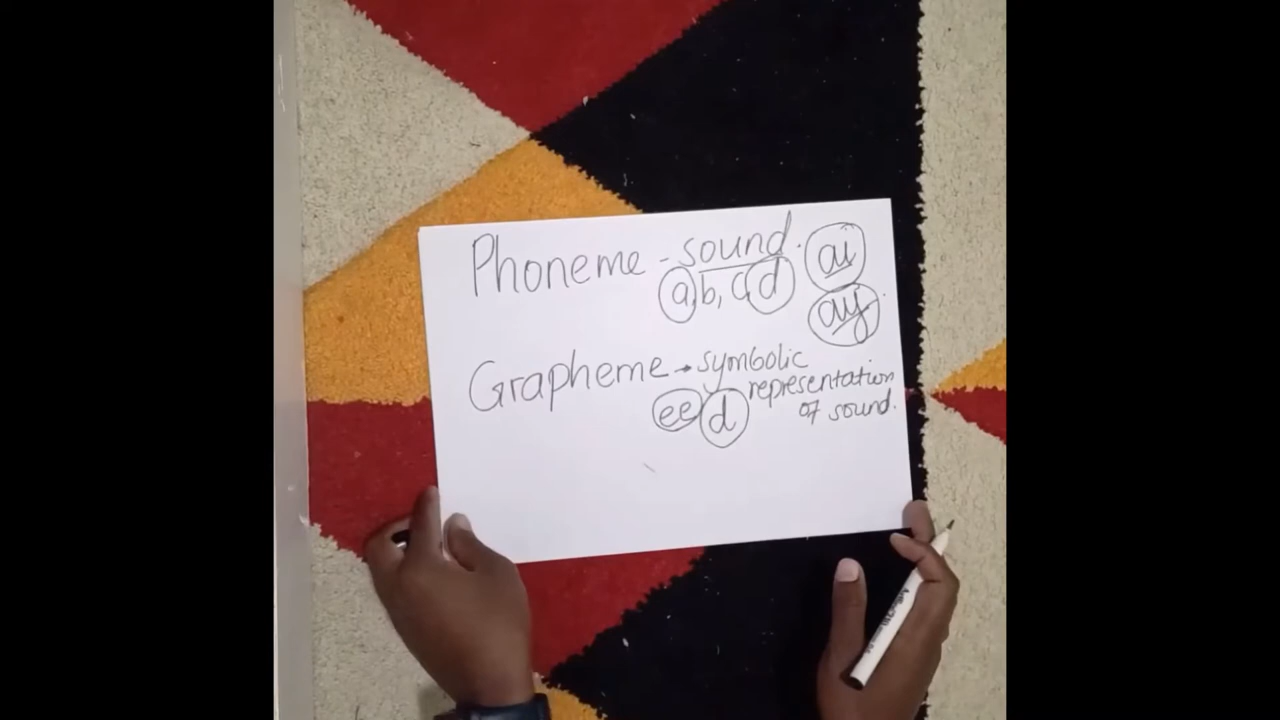 Phoneme - sound. ai
a, b, c, d ay
Grapheme - symbolic
representation
ee d of sound.